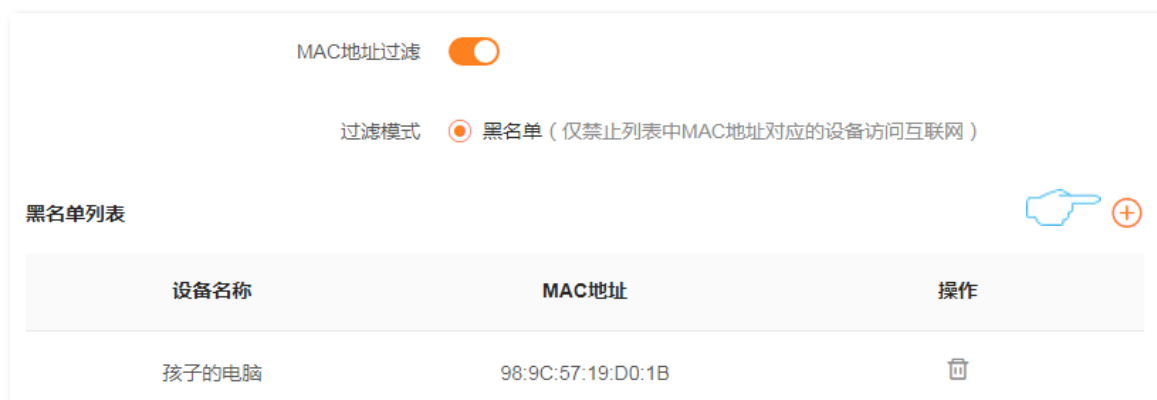 MAC地址过滤
过滤模式 黑名单（仅禁止列表中MAC地址对应的设备访问互联网）
黑名单列表
设备名称 MAC地址 操作
孩子的电脑 98:9C:57:19:D0:1B